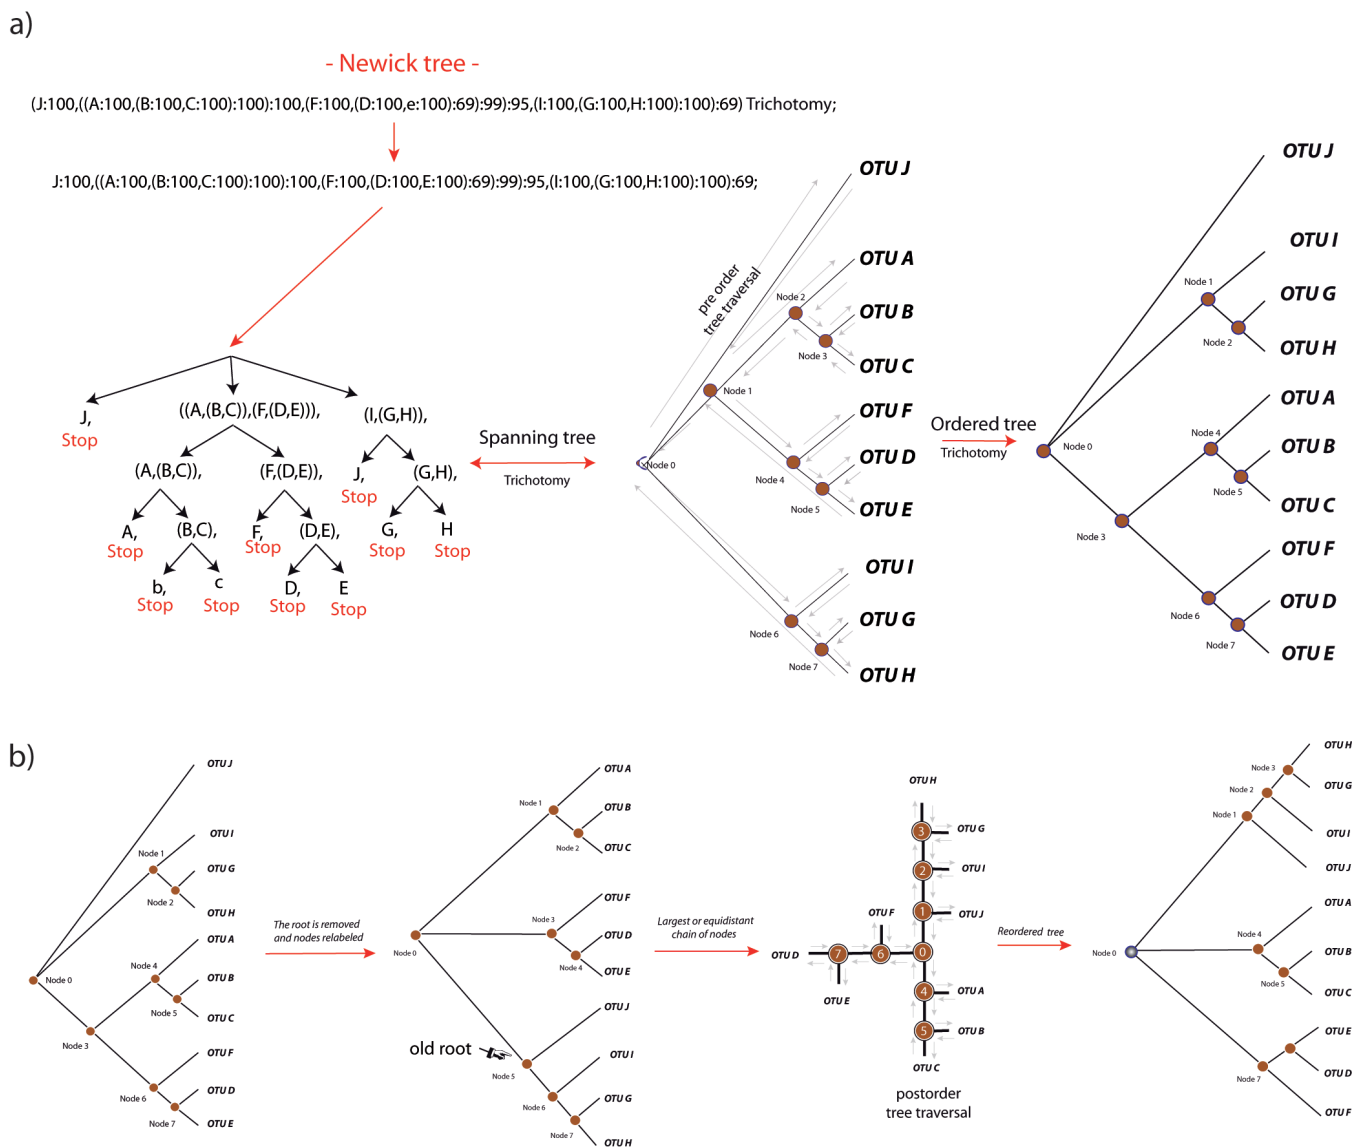 a)
- Newick tree -
(J:100,((A:100,(B:100,C:100):100):100,(F:100,(D:100,e:100):69):99):95,(I:100,(G:100,H:100):100):69) Trichotomy;
J:100,((A:100,(B:100,C:100):100):100,(F:100,(D:100,E:100):69):99):95,(I:100,(G:100,H:100):100):69;
J,
Stop
((A,(B,C)),(F,(D,E))),
(I,(G,H)),
(A,(B,C)),
(F,(D,E)),
J,
Stop
(G,H),
A,
Stop
(B,C),
F,
Stop
(D,E),
G,
Stop
H
Stop
b,
Stop
c
Stop
D,
Stop
E
Stop
Spanning tree
Trichotomy
pre order
tree traversal
OTU J
OTU A
Node 2
OTU B
Node 3
OTU C
Node 1
OTU F
Node 0
OTU D
Node 4
Node 5
OTU E
OTU I
Node 6
OTU G
Node 7
OTU H
Ordered tree
Trichotomy
OTU J
OTU I
Node 1
OTU G
Node 2
OTU H
OTU A
Node 4
Node 0
OTU B
Node 5
OTU C
Node 3
OTU F
Node 6
OTU D
Node 7
OTU E
b)
OTU J
OTU I
Node 1
OTU G
Node 2
OTU H
OTU A
Node 4
Node 0
OTU B
Node 5
OTU C
Node 3
OTU F
Node 6
OTU D
Node 7
OTU E
The root is removed
and nodes relabeled
OTU A
Node 1
OTU B
Node 2
OTU C
OTU F
Node 3
OTU D
Node 0
Node 4
OTU E
OTU J
old root
OTU I
Node 5
OTU G
Node 6
Node 7
OTU H
Largest or equidistant
chain of nodes
OTU H
3
OTU G
2
OTU I
OTU F
1
OTU J
OTU D
7
6
0
OTU E
4
OTU A
5
OTU B
OTU C
postorder
tree traversal
Reordered tree
OTU H
Node 3
OTU G
Node 2
Node 1
OTU I
OTU J
OTU A
Node 4
Node 0
OTU B
Node 5
OTU C
OTU E
OTU D
Node 7
OTU F